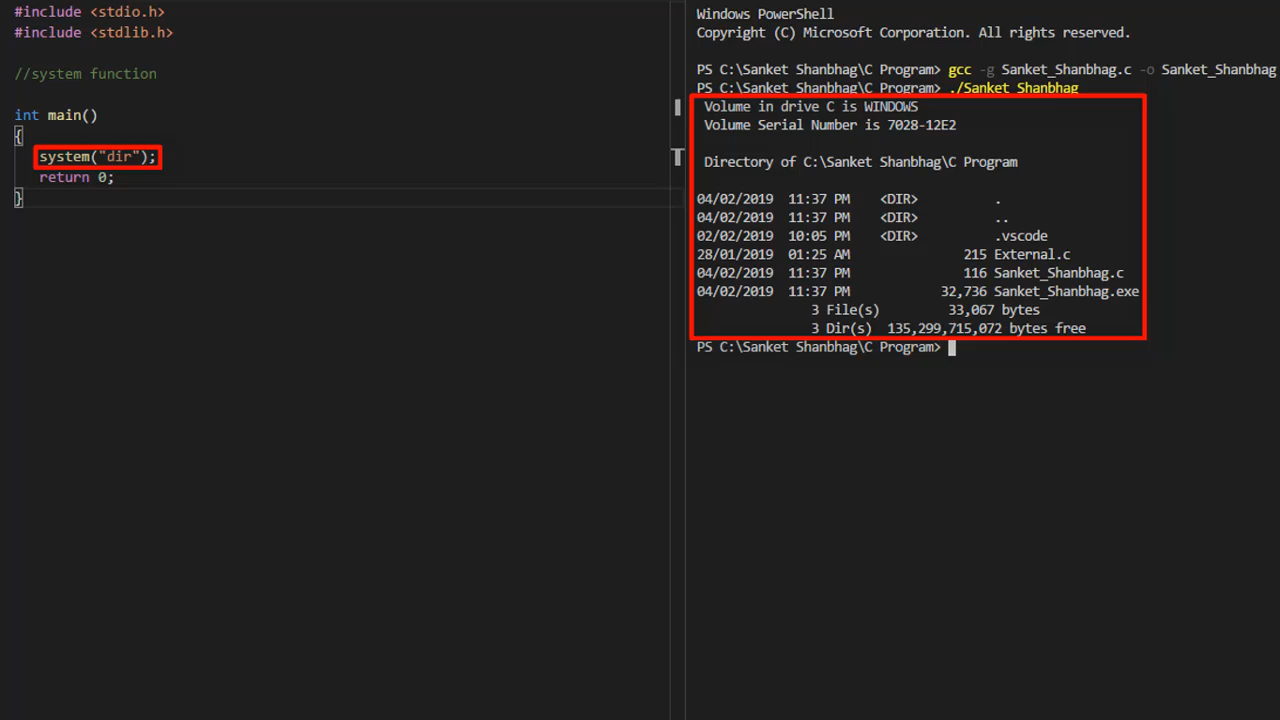 #include <stdio.h>
#include <stdlib.h>
//system function
int main()
{
system("dir");
return 0;
}
Windows PowerShell
Copyright (C) Microsoft Corporation. All rights reserved.
PS C:\Sanket Shanbhag\C Program> gcc -g Sanket_Shanbhag.c -o Sanket_Shanbhag
PS C:\Sanket Shanbhag\C Program> ./Sanket_Shanbhag
Volume in drive C is WINDOWS
Volume Serial Number is 7028-12E2
Directory of C:\Sanket Shanbhag\C Program
04/02/2019 11:37 PM <DIR> .
04/02/2019 11:37 PM <DIR> ..
02/02/2019 10:05 PM <DIR> .vscode
28/01/2019 01:25 AM 215 External.c
04/02/2019 11:37 PM 116 Sanket_Shanbhag.c
04/02/2019 11:37 PM 32,736 Sanket_Shanbhag.exe
3 File(s) 33,067 bytes
3 Dir(s) 135,299,715,072 bytes free
PS C:\Sanket Shanbhag\C Program>